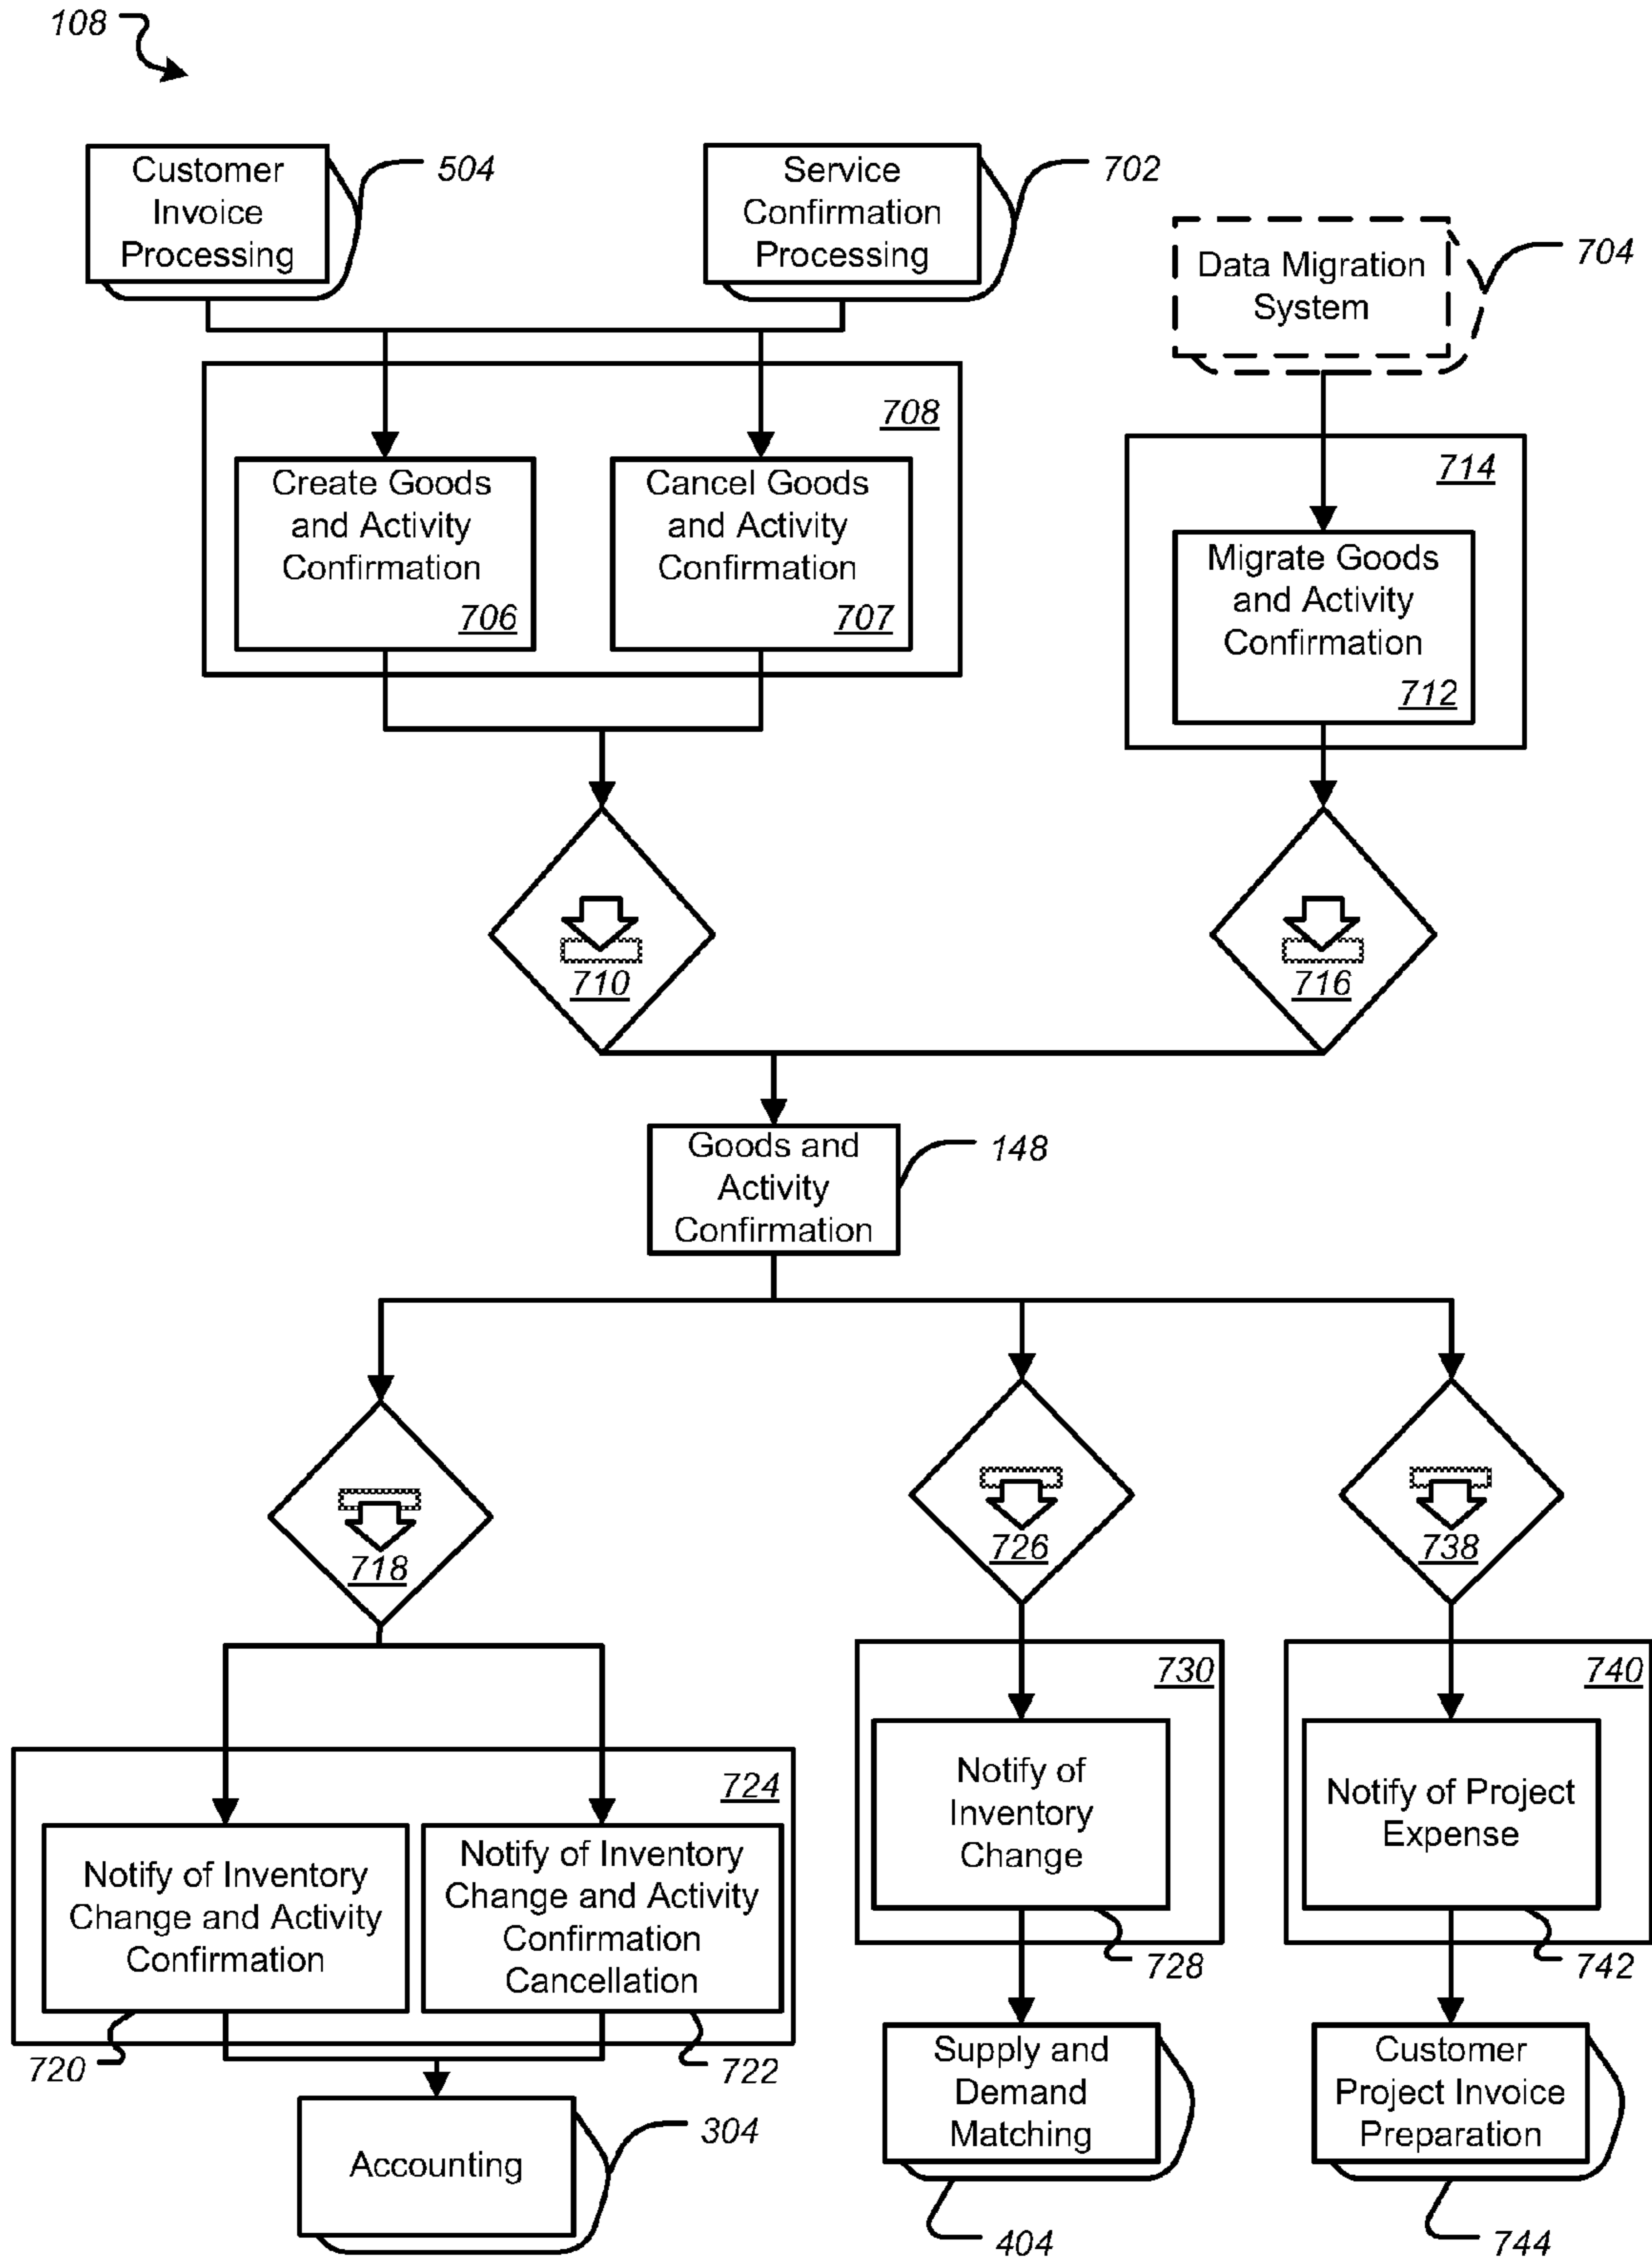 108
Customer
Invoice
Processing
504
Service
Confirmation
Processing
702
Data Migration
System
704
708
Create Goods
and Activity
Confirmation
706
Cancel Goods
and Activity
Confirmation
707
714
Migrate Goods
and Activity
Confirmation
712
710
716
Goods and
Activity
Confirmation
148
718
726
738
724
Notify of Inventory
Change and Activity
Confirmation
720
Notify of Inventory
Change and Activity
Confirmation
Cancellation
722
730
Notify of
Inventory
Change
728
740
Notify of Project
Expense
742
Accounting
304
Supply and
Demand
Matching
404
Customer
Project Invoice
Preparation
744